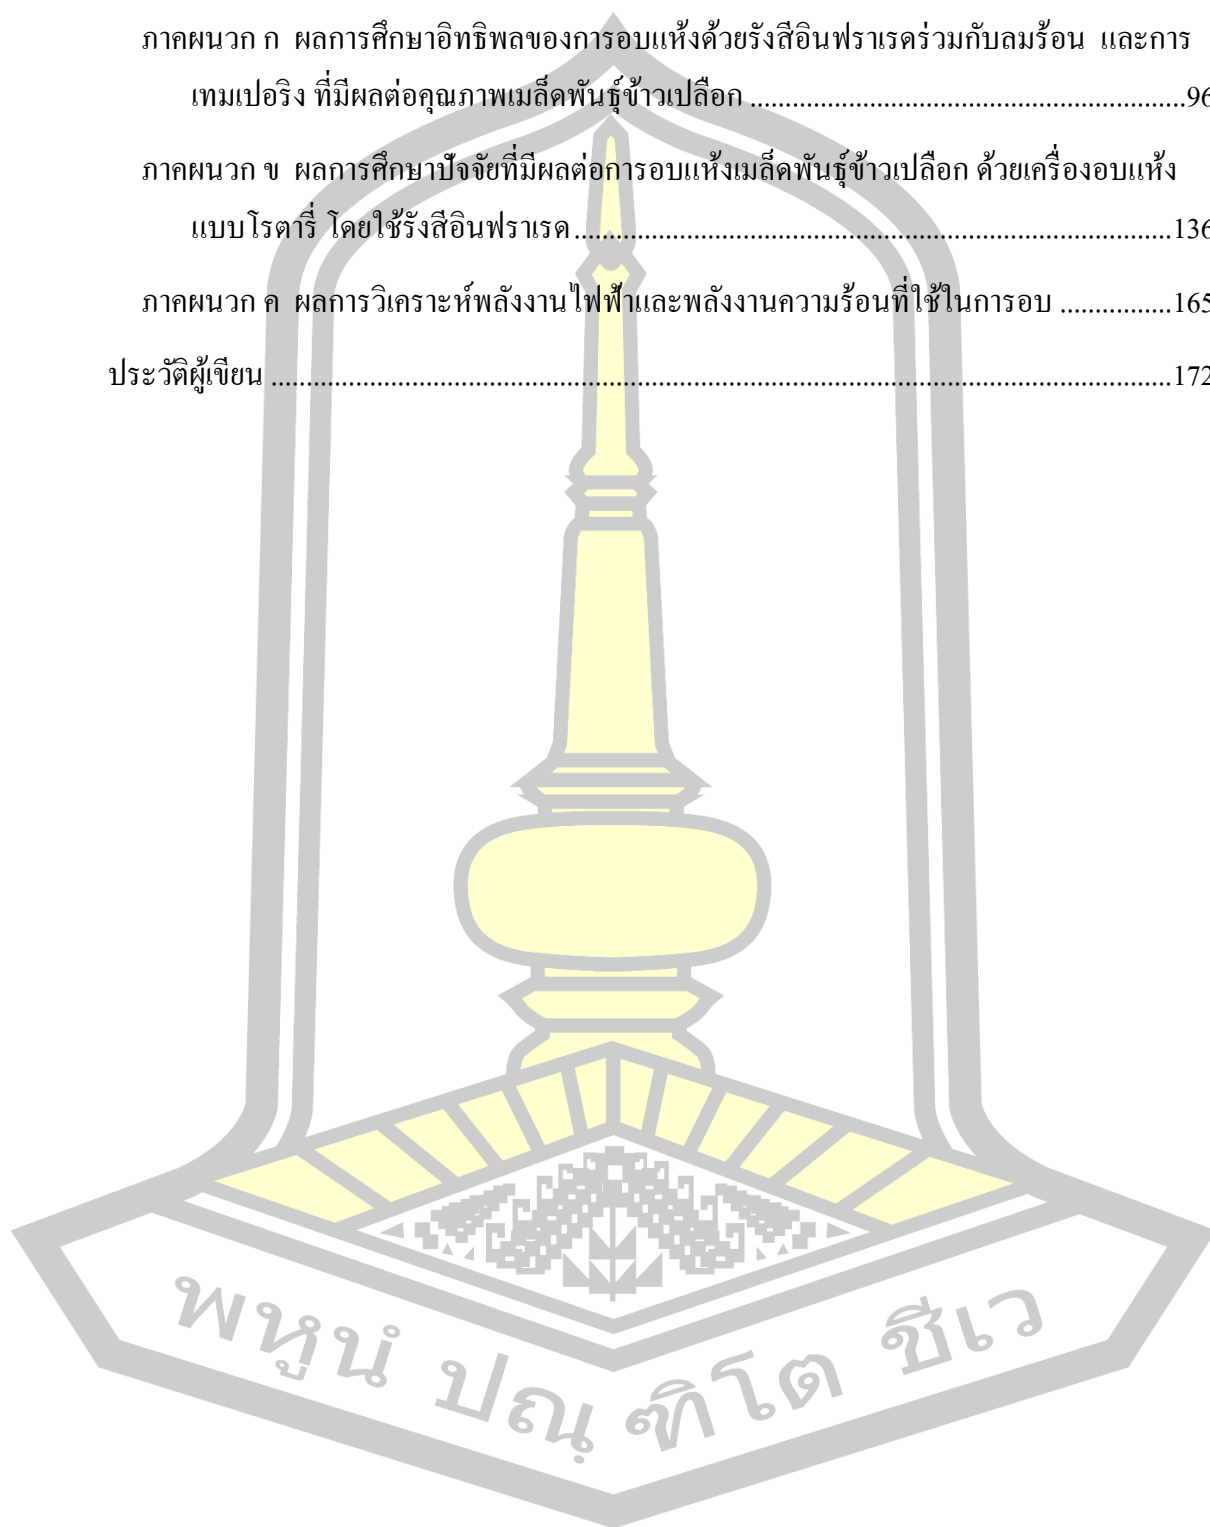 ภาคผนวก ก ผลการศึกษาอิทธิพลของการอบแห้งด้วยรังสีอินฟราเรดร่วมกับลมร้อน และการ
เทมเปอริง ที่มีผลต่อคุณภาพเมล็ดพันธุ์ข้าวเปลือก ..............................................................96
ภาคผนวก ข ผลการศึกษาปัจจัยที่มีผลต่อการอบแห้งเมล็ดพันธุ์ข้าวเปลือก ด้วยเครื่องอบแห้ง
แบบโรตารี่ โดยใช้รังสีอินฟราเรด .....................................................................................136
ภาคผนวก ค ผลการวิเคราะห์พลังงานไฟฟ้าและพลังงานความร้อนที่ใช้ในการอบ ................165
ประวัติผู้เขียน .................................................................................................................................172
พหูนํ ปณฺฑิโต ชีเว